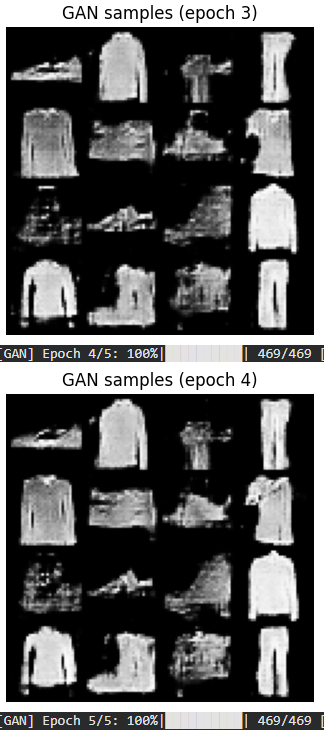 GAN samples (epoch 3)
[GAN] Epoch 4/5: 100%| | 469/469 [
GAN samples (epoch 4)
[GAN] Epoch 5/5: 100%| | 469/469 [